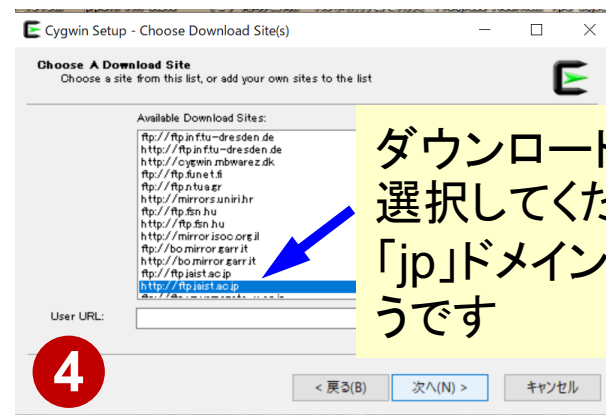 Cygwin Setup - Choose Download Site(s)
Choose A Download Site
Choose a site from this list, or add your own sites to the list
Available Download Sites:
ftp://ftp.inf.tu-dresden.de
http://ftp.inf.tu-dresden.de
http://cygwin.mbwarez.dk
ftp://ftp.funet.fi
ftp://ftp.ntua.gr
http://mirrors.uniri.hr
ftp://ftp.fsn.hu
http://ftp.fsn.hu
http://mirror.isoc.org.il
ftp://bo.mirror.garr.it
http://bo.mirror.garr.it
ftp://ftp.jaist.ac.jp
http://ftp.jaist.ac.jp
ダウンロード
選択してくだ
「jp」ドメイン
うです
User URL:
4
< 戻る(B)
次へ(N) >
キャンセル